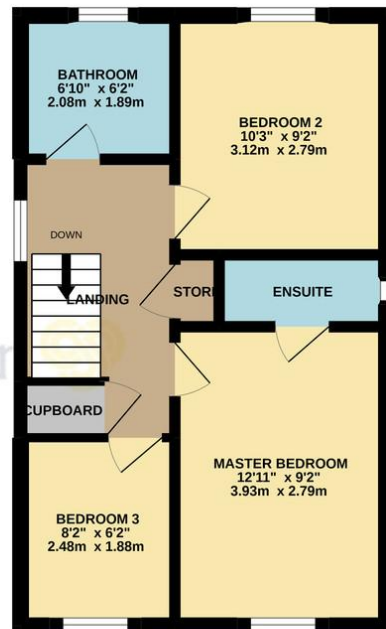 BATHROOM
6'10" x 6'2"
2.08m x 1.89m
BEDROOM 2
10'3" x 9'2"
3.12m x 2.79m
DOWN
LANDING
STOR
ENSUITE
CUPBOARD
MASTER BEDROOM
12'11" x 9'2"
3.93m x 2.79m
BEDROOM 3
8'2" x 6'2"
2.48m x 1.88m